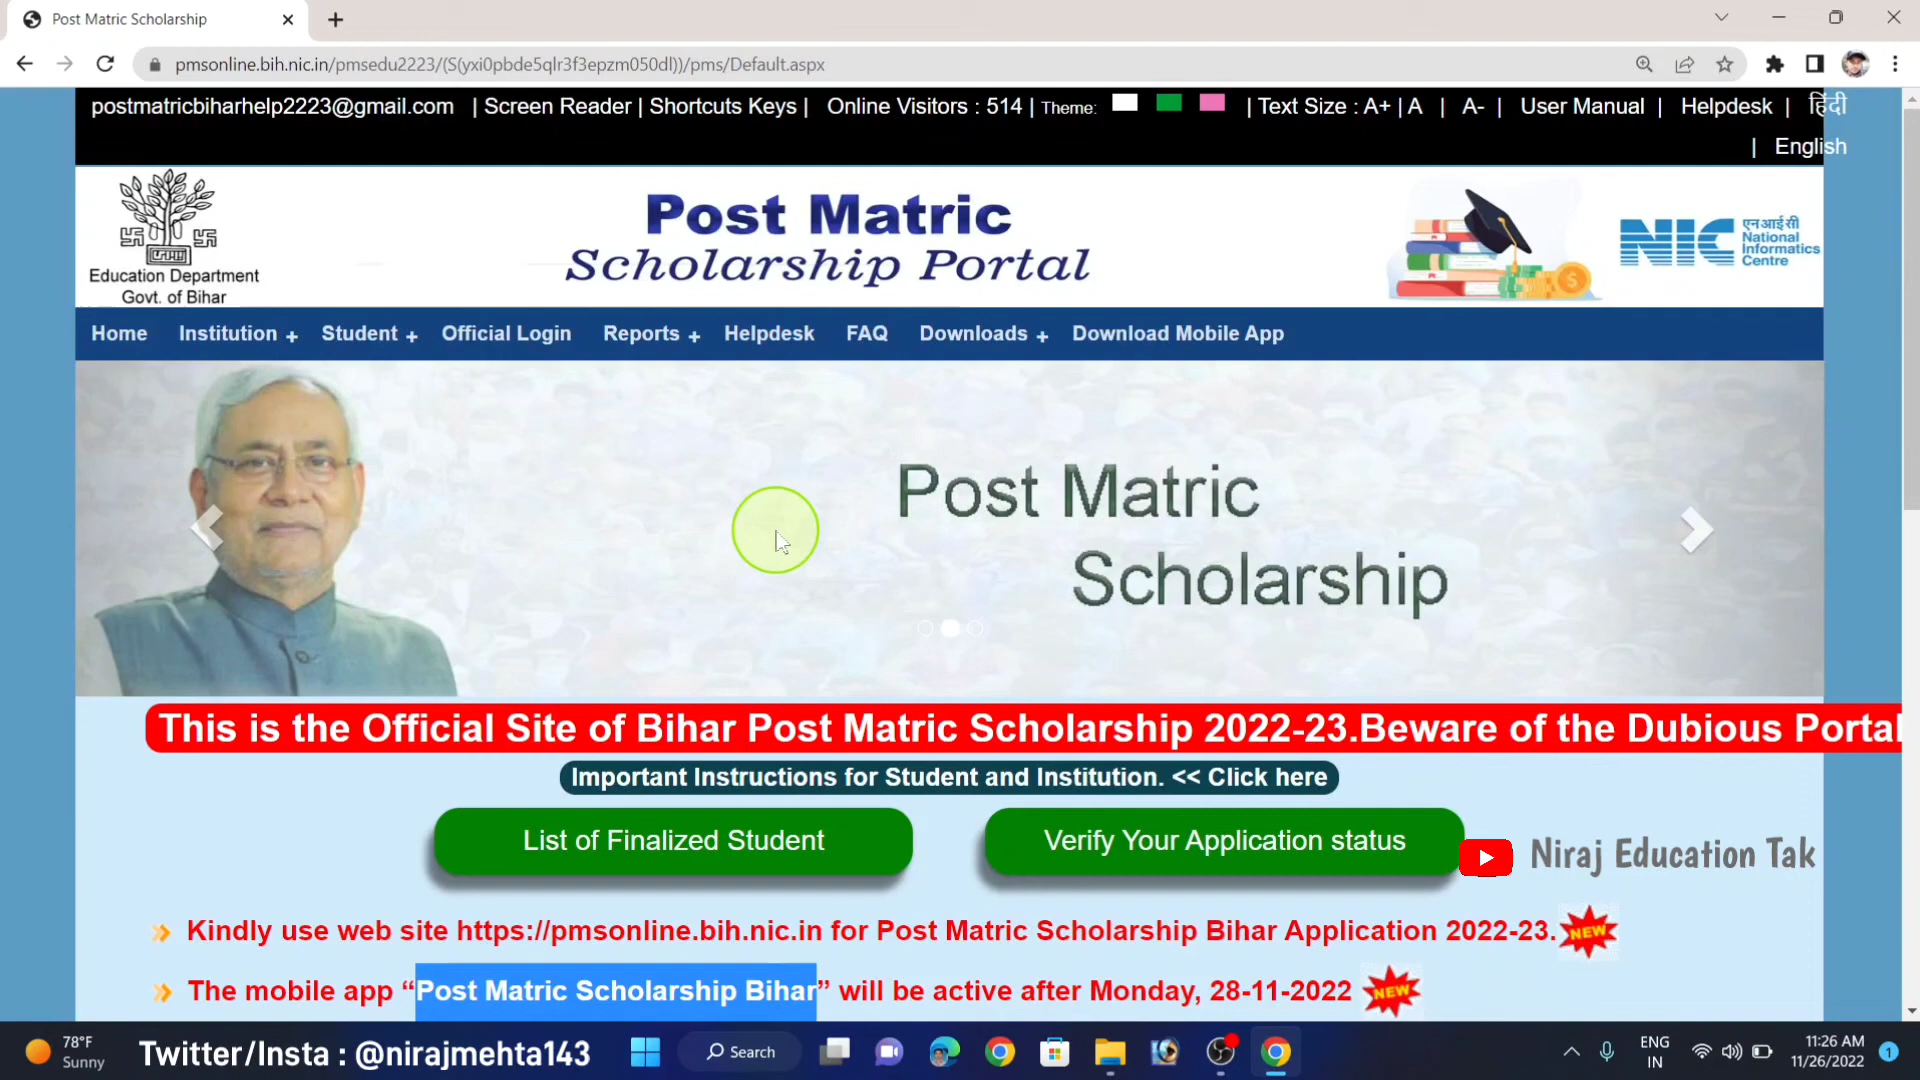 Post Matric Scholarship
pmsonline.bih.nic.in/pmsedu2223/(S(yxi0pbde5qlr3f3epzm050dl))/pms/Default.aspx
postmatricbiharhelp2223@gmail.com | Screen Reader | Shortcuts Keys | Online Visitors : 514 | Theme: | Text Size : A+ | A | A- | User Manual | Helpdesk | हिंदी
| English
Education Department
Govt. of Bihar
Post Matric
Scholarship Portal
NIC एनआईसी
National
Informatics
Centre
Home Institution + Student + Official Login Reports + Helpdesk FAQ Downloads + Download Mobile App
Post Matric
Scholarship
This is the Official Site of Bihar Post Matric Scholarship 2022-23.Beware of the Dubious Portal
Important Instructions for Student and Institution. << Click here
List of Finalized Student
Verify Your Application status
Niraj Education Tak
Kindly use web site https://pmsonline.bih.nic.in for Post Matric Scholarship Bihar Application 2022-23. NEW
The mobile app “Post Matric Scholarship Bihar” will be active after Monday, 28-11-2022 NEW
78°F
Sunny
Twitter/Insta : @nirajmehta143
Search
ENG
IN
11:26 AM
11/26/2022
1